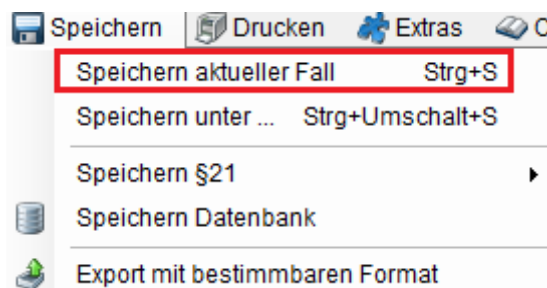 Speichern Drucken Extras
Speichern aktueller Fall Strg+S
Speichern unter ... Strg+Umschalt+S
Speichern §21
Speichern Datenbank
Export mit bestimmbaren Format